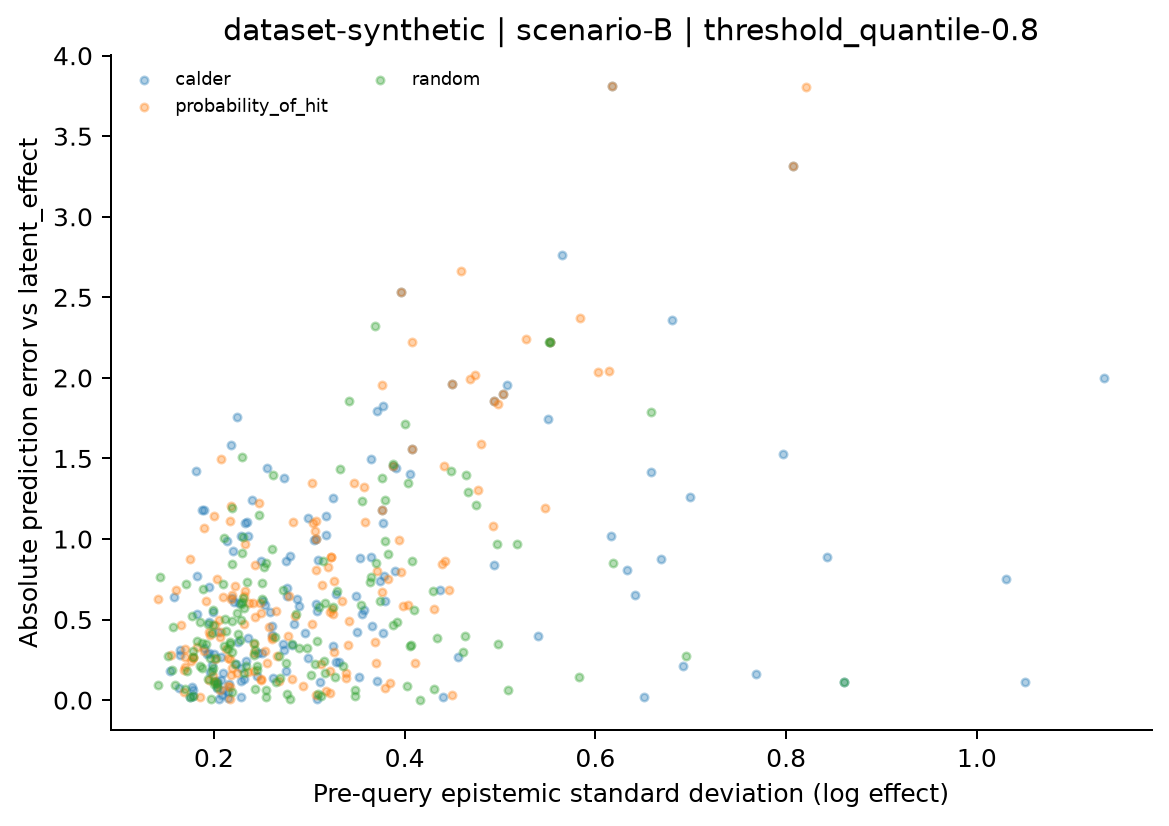 dataset-synthetic | scenario-B | threshold_quantile-0.8
calder
random
probability_of_hit
Absolute prediction error vs latent_effect
4.0
3.5
3.0
2.5
2.0
1.5
1.0
0.5
0.0
0.2
0.4
0.6
0.8
1.0
Pre-query epistemic standard deviation (log effect)